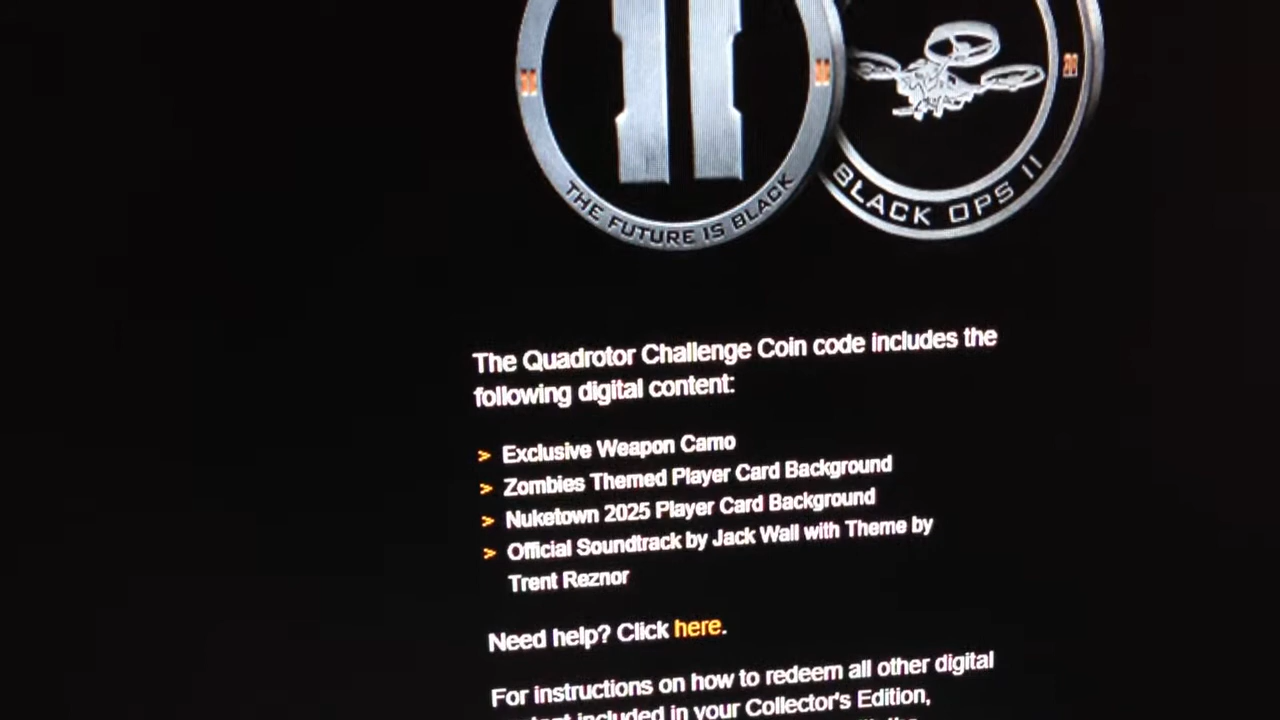 THE FUTURE IS BLACK
BLACK OPS II
The Quadrotor Challenge Coin code includes the
following digital content:
> Exclusive Weapon Camo
> Zombies Themed Player Card Background
> Nuketown 2025 Player Card Background
> Official Soundtrack by Jack Wall with Theme by
Trent Reznor
Need help? Click here.
For instructions on how to redeem all other digital
included in your Collector's Edition,